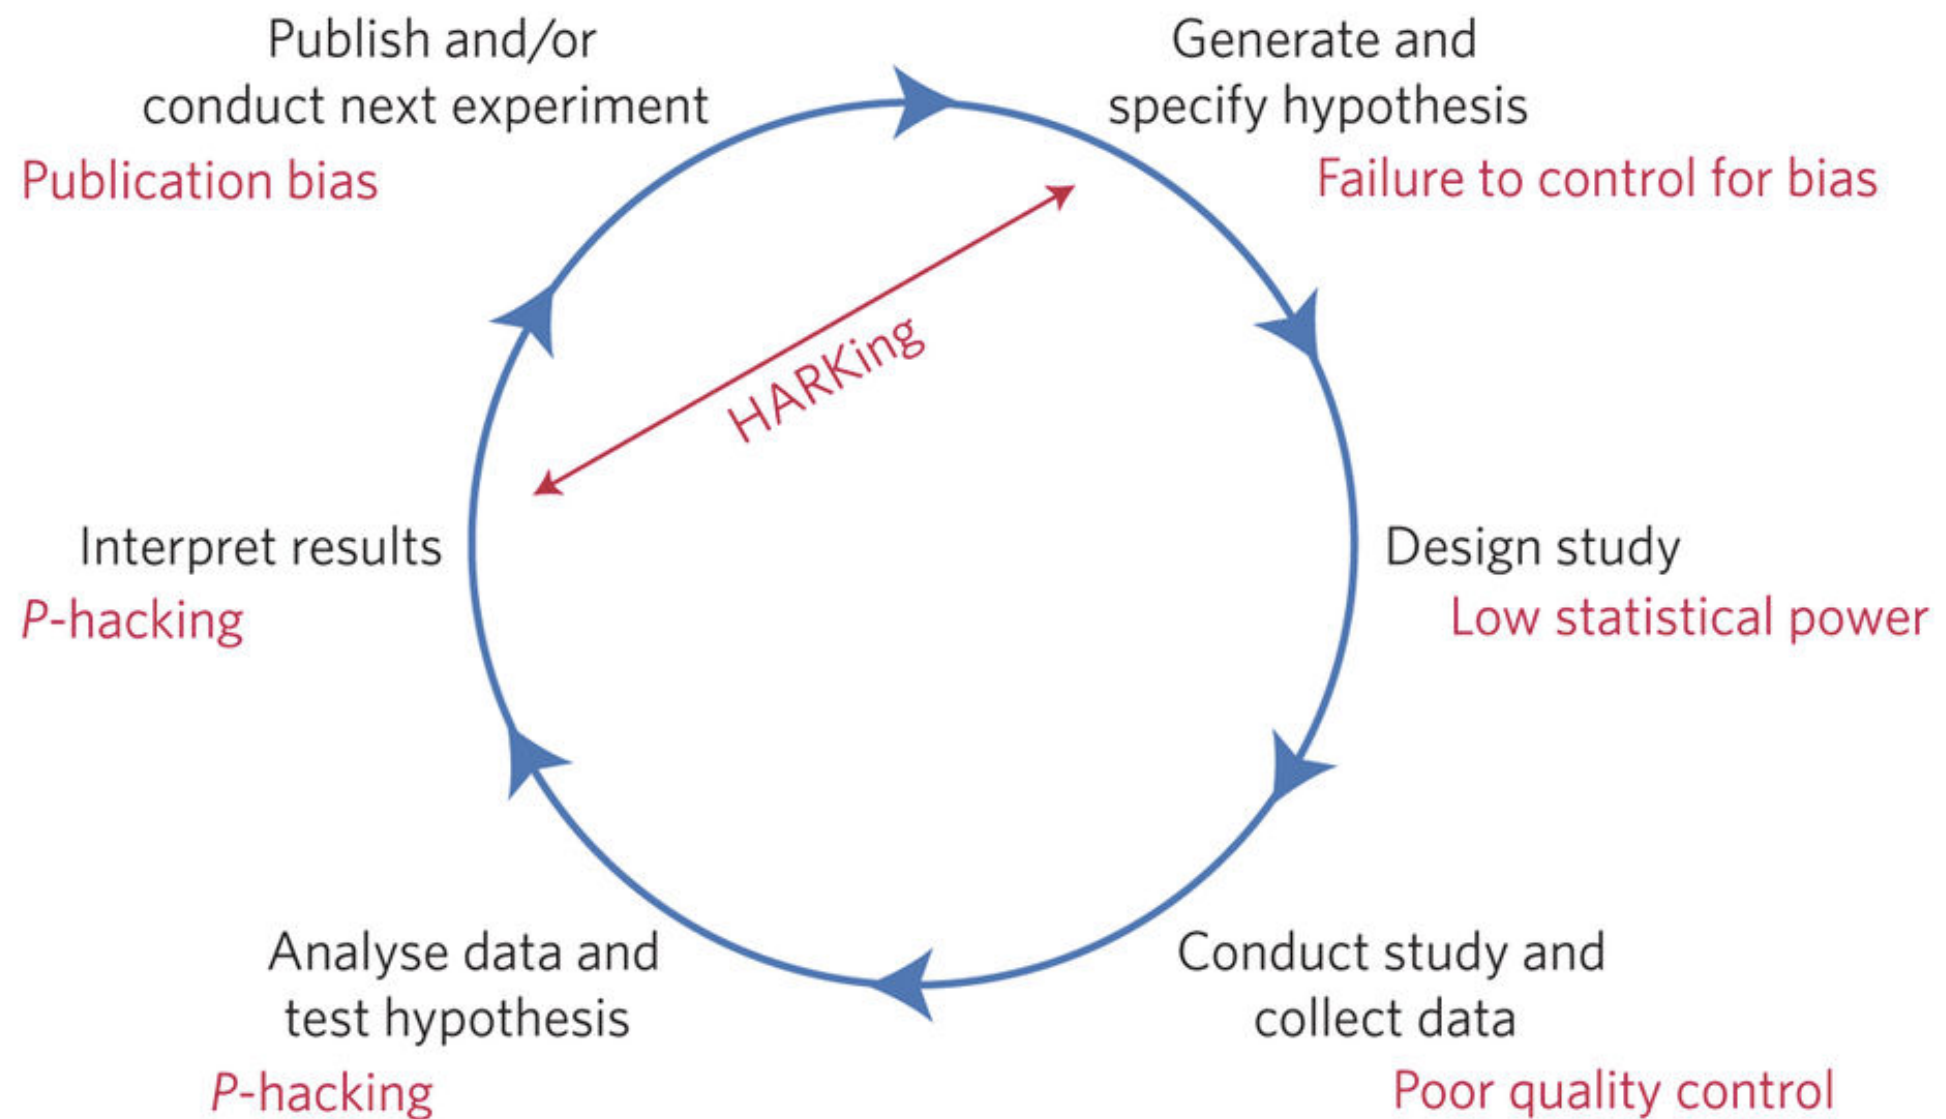 Publish and/or
conduct next experiment
Publication bias
Generate and
specify hypothesis
Failure to control for bias
HARKing
Interpret results
P-hacking
Design study
Low statistical power
Analyse data and
test hypothesis
P-hacking
Conduct study and
collect data
Poor quality control